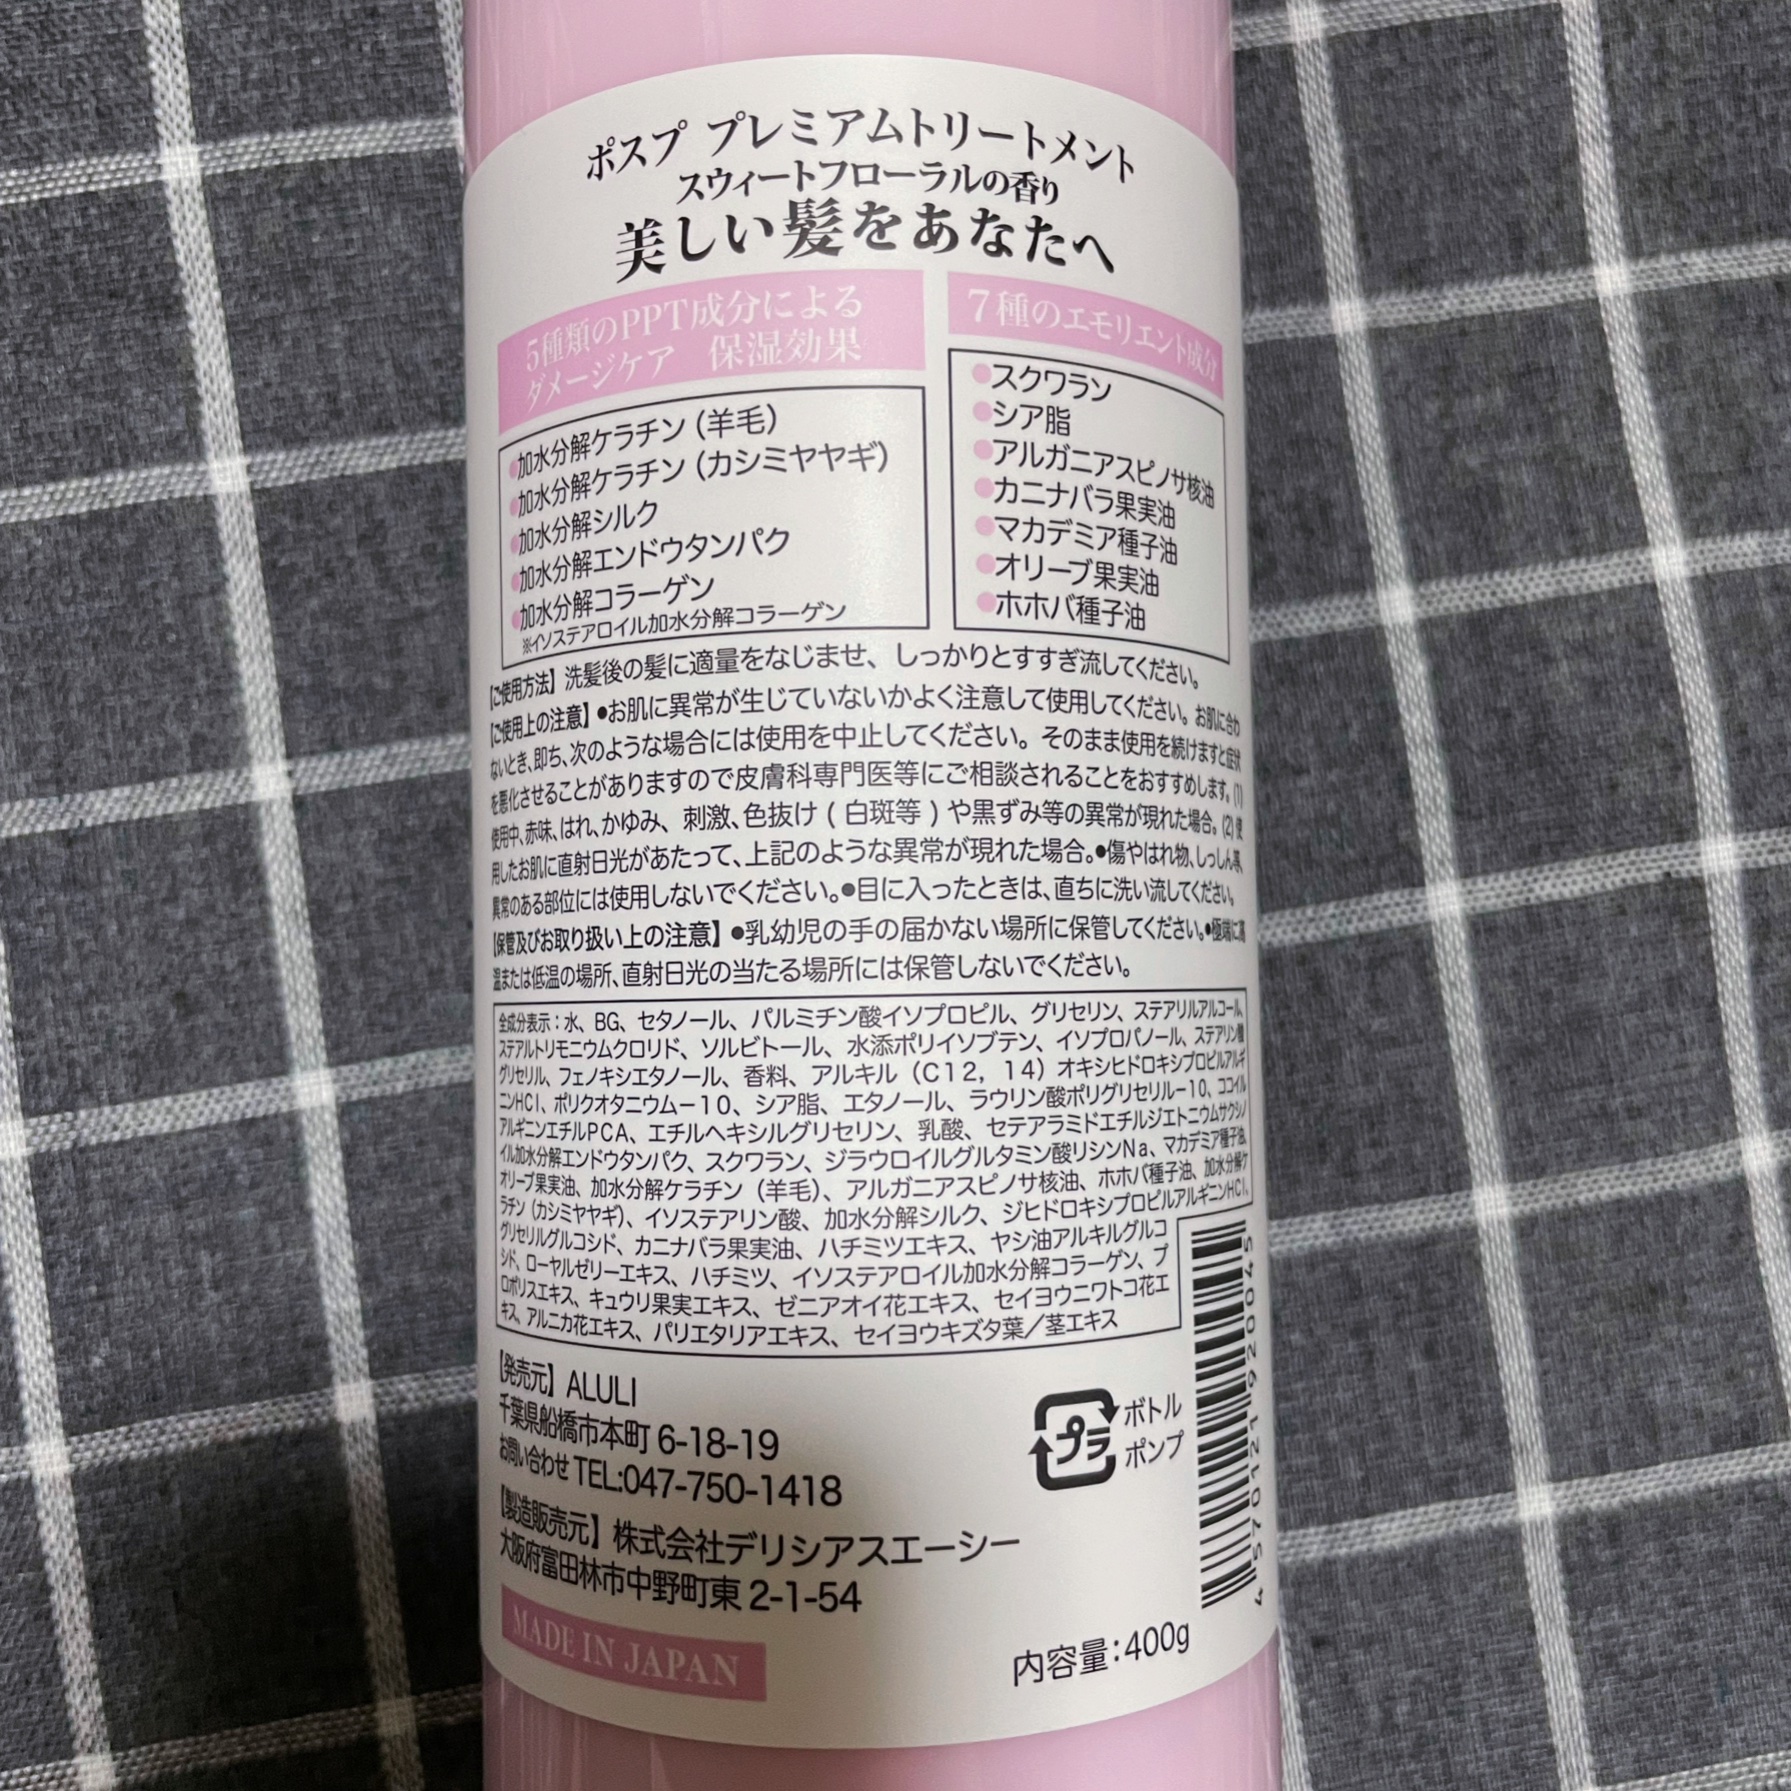 ポスプ プレミアムトリートメント
スウィートフローラルの香り
美しい髪をあなたへ
5種類のPPT成分による
ダメージケア 保湿効果
●加水分解ケラチン（羊毛）
●加水分解ケラチン（カシミヤヤギ）
●加水分解シルク
●加水分解エンドウタンパク
●加水分解コラーゲン
※イソステアロイル加水分解コラーゲン
7種のエモリエント成分
●スクワラン
●シア脂
●アルガニアスピノサ核油
●カニナバラ果実油
●マカデミア種子油
●オリーブ果実油
●ホホバ種子油
【ご使用方法】洗髪後の髪に適量をなじませ、しっかりとすすぎ流してください。
【ご使用上の注意】●お肌に異常が生じていないかよく注意して使用してください。お肌に合わ
ないとき、即ち、次のような場合には使用を中止してください。そのまま使用を続けますと症状
を悪化させることがありますので皮膚科専門医等にご相談されることをおすすめします。(1)
使用中、赤味、はれ、かゆみ、刺激、色抜け(白斑等)や黒ずみ等の異常が現れた場合。(2)使
用したお肌に直射日光があたって、上記のような異常が現れた場合。●傷やはれ物、しっしん等、
異常のある部位には使用しないでください。●目に入ったときは、直ちに洗い流してください。
【保管及びお取り扱い上の注意】●乳幼児の手の届かない場所に保管してください。●極端に高
温または低温の場所、直射日光の当たる場所には保管しないでください。
全成分表示：水、BG、セタノール、パルミチン酸イソプロピル、グリセリン、ステアリルアルコール、
ステアルトリモニウムクロリド、ソルビトール、水添ポリイソブテン、イソプロパノール、ステアリン酸
グリセリル、フェノキシエタノール、香料、アルキル（C12，14）オキシヒドロキシプロピルアルギ
ニンHCl、ポリクオタニウムー10、シア脂、エタノール、ラウリン酸ポリグリセリルー10、ココイル
アルギニンエチルPCA、エチルヘキシルグリセリン、乳酸、セテアラミドエチルジエトニウムサクシノ
イル加水分解エンドウタンパク、スクワラン、ジラウロイルグルタミン酸リシンNa、マカデミア種子油、
オリーブ果実油、加水分解ケラチン（羊毛）、アルガニアスピノサ核油、ホホバ種子油、加水分解ケ
ラチン（カシミヤヤギ）、イソステアリン酸、加水分解シルク、ジヒドロキシプロピルアルギニンHCl、
グリセリルグルコシド、カニナバラ果実油、ハチミツエキス、ヤシ油アルキルグルコ
シド、ローヤルゼリーエキス、ハチミツ、イソステアロイル加水分解コラーゲン、プ
ロポリスエキス、キュウリ果実エキス、ゼニアオイ花エキス、セイヨウニワトコ花エ
キス、アルニカ花エキス、パリエタリアエキス、セイヨウキズタ葉／茎エキス
【発売元】ALULI
千葉県船橋市本町 6-18-19
お問い合わせ TEL:047-750-1418
【製造販売元】株式会社デリシアスエーシー
大阪府富田林市中野町東 2-1-54
MADE IN JAPAN
プラ
ボトル
ポンプ
内容量：400g
4570121920045